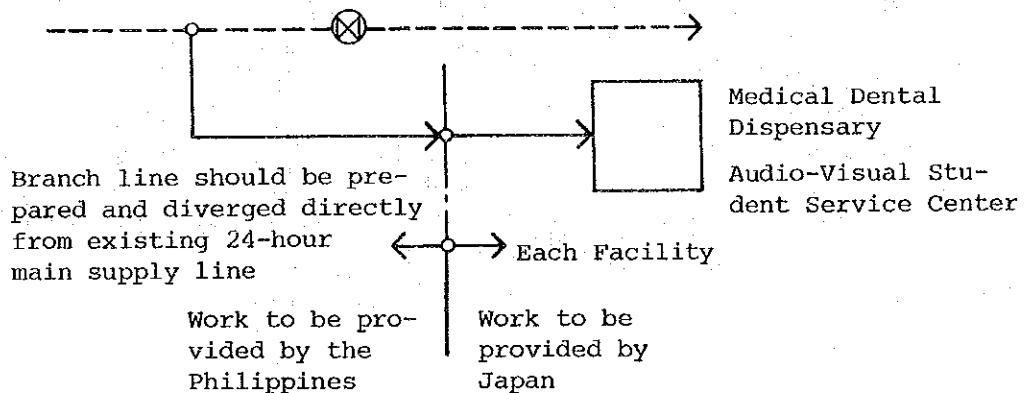 Medical Dental
Dispensary
Audio-Visual Stu-
dent Service Center
Branch line should be pre-
pared and diverged directly
from existing 24-hour
main supply line
Each Facility
Work to be pro-
vided by the
Philippines
Work to be
provided by
Japan